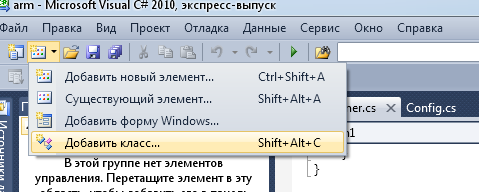 arm - Microsoft Visual C# 2010, экспресс-выпуск
Файл Правка Вид Проект Отладка Сервис Окно Справка
Добавить новый элемент... Ctrl+Shift+A
Существующий элемент... Shift+Alt+A
Добавить форму Windows...
Добавить класс... Shift+Alt+C
ner.cs Config.cs
}
}
В этой группе нет элементов
управления. Перетащите элемент в эту